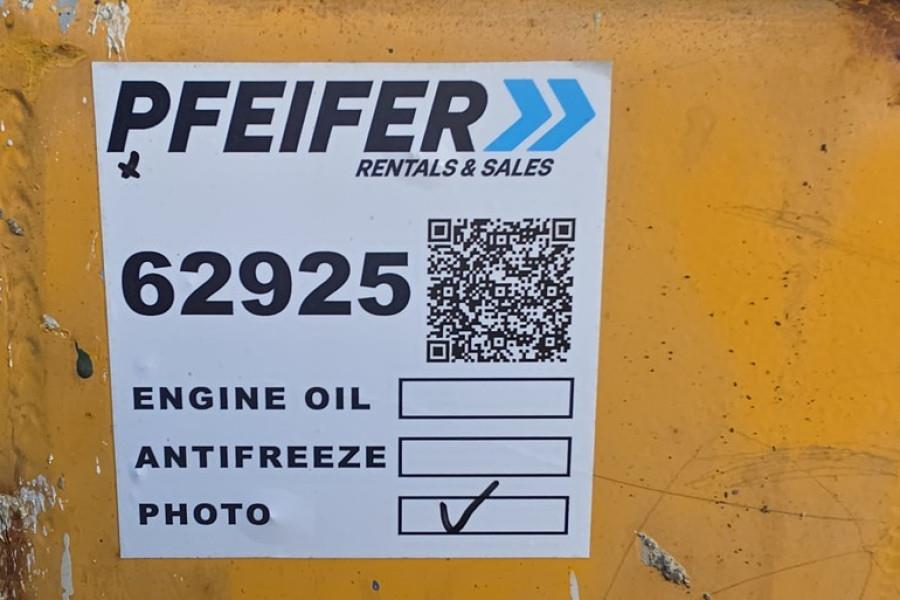 PFEIFER
RENTALS & SALES
62925
ENGINE OIL
ANTIFREEZE
PHOTO ✓